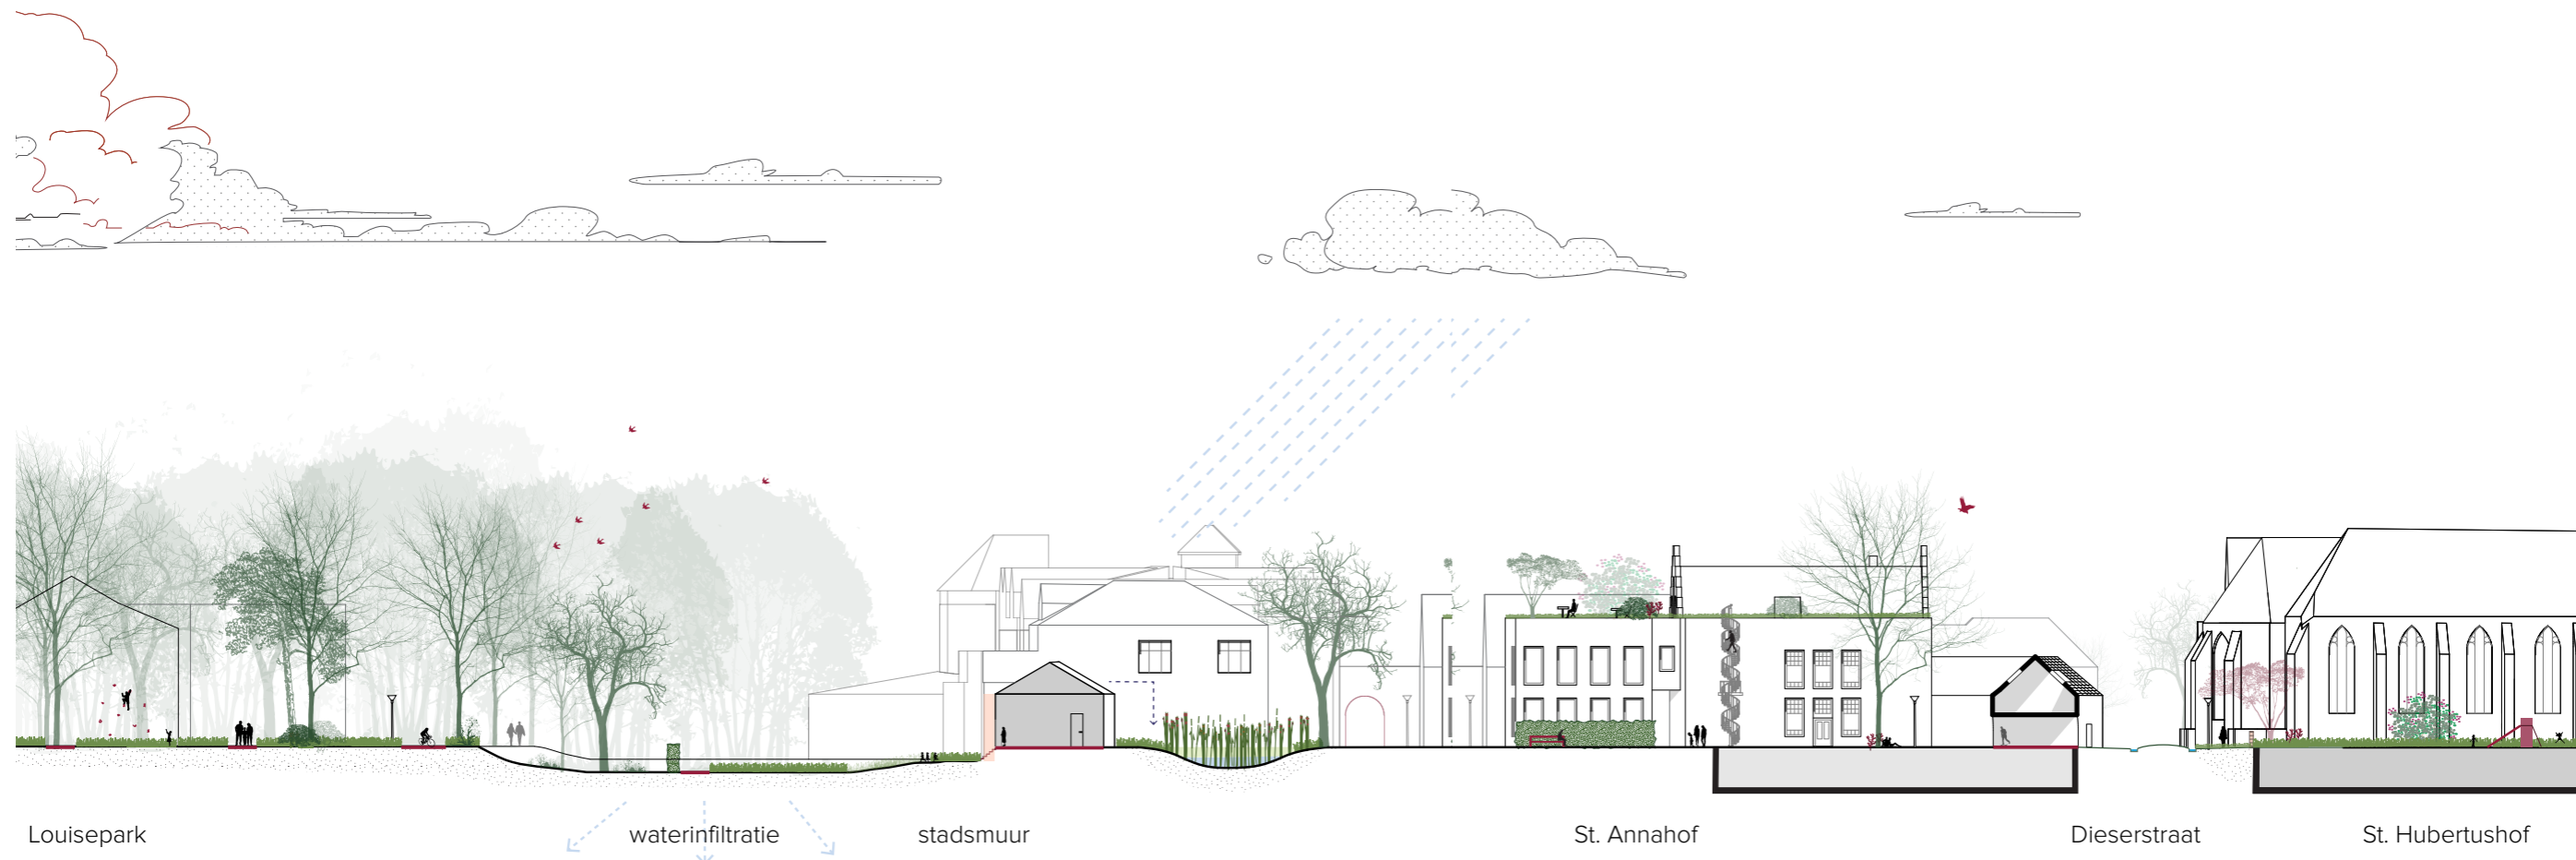 Louisepark
waterinfiltratie
stadsmuur
St. Annahof
Dieserstraat
St. Hubertushof